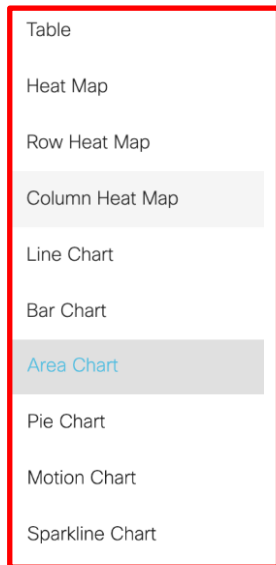 Table
Heat Map
Row Heat Map
Column Heat Map
Line Chart
Bar Chart
Area Chart
Pie Chart
Motion Chart
Sparkline Chart